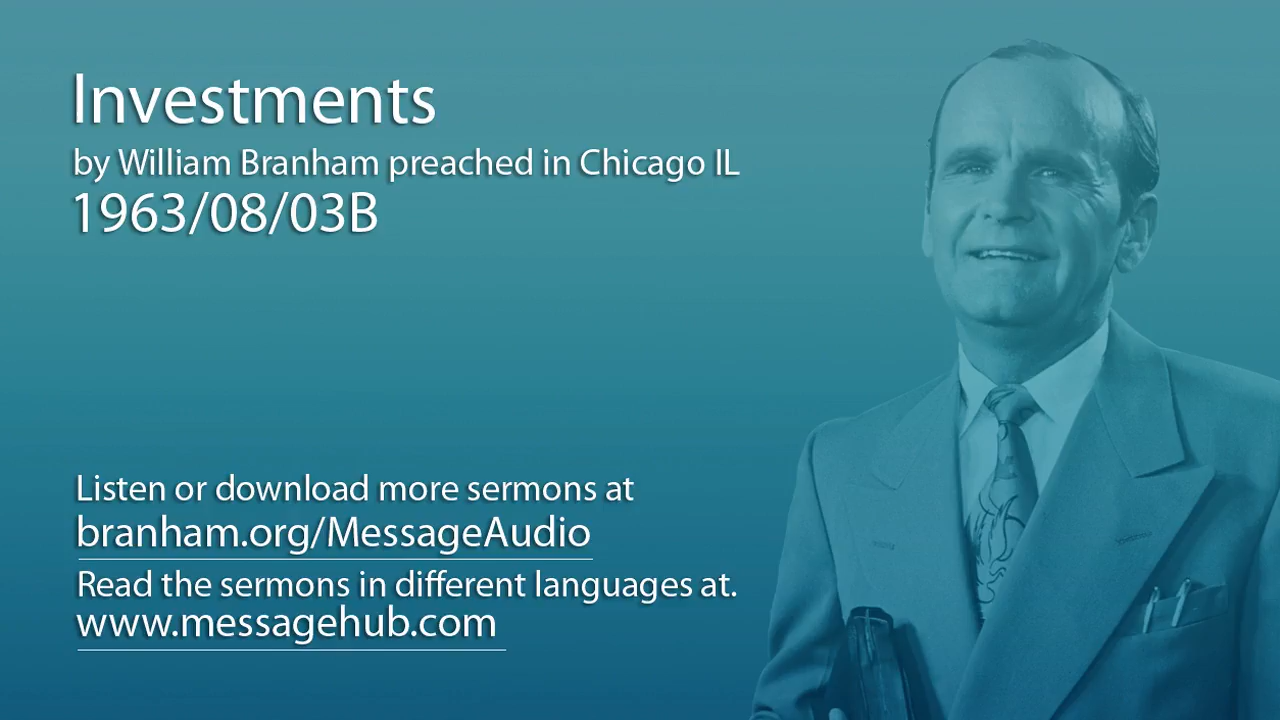 Investments
by William Branham preached in Chicago IL
1963/08/03B
Listen or download more sermons at
branham.org/MessageAudio
Read the sermons in different languages at.
www.messagehub.com